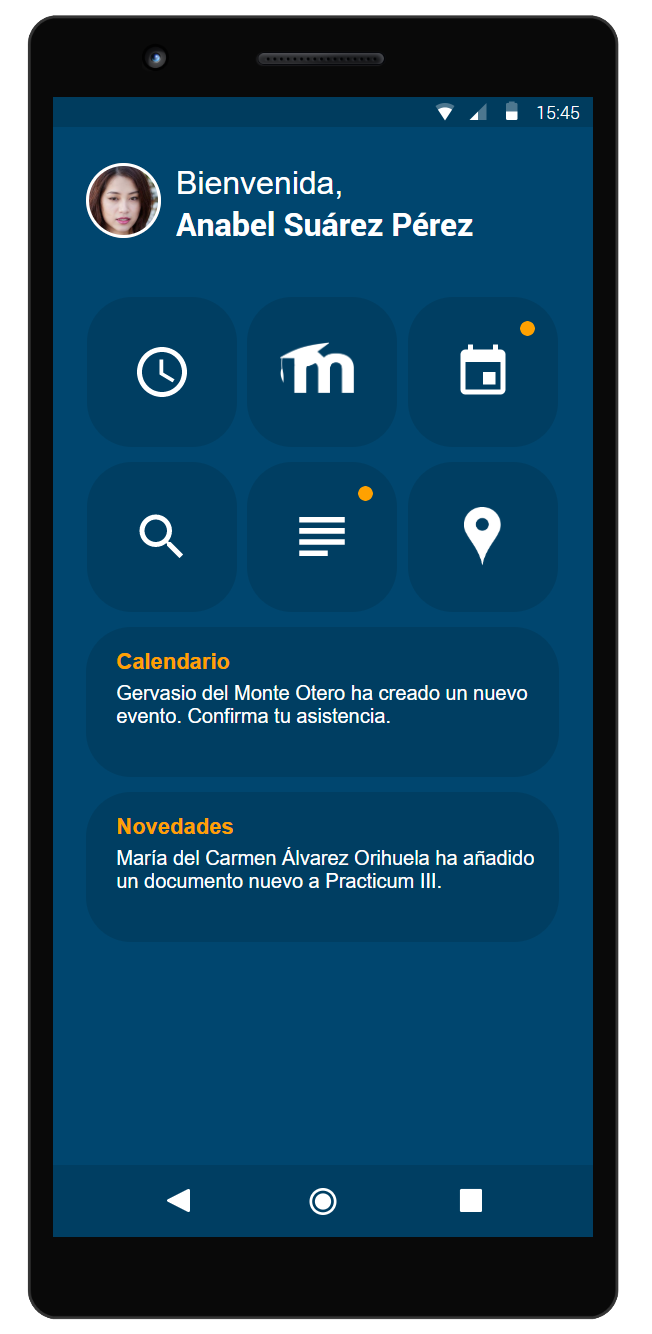 15:45
Bienvenida,
Anabel Suárez Pérez
m
Calendario
Gervasio del Monte Otero ha creado un nuevo
evento. Confirma tu asistencia.
Novedades
María del Carmen Álvarez Orihuela ha añadido
un documento nuevo a Practicum III.